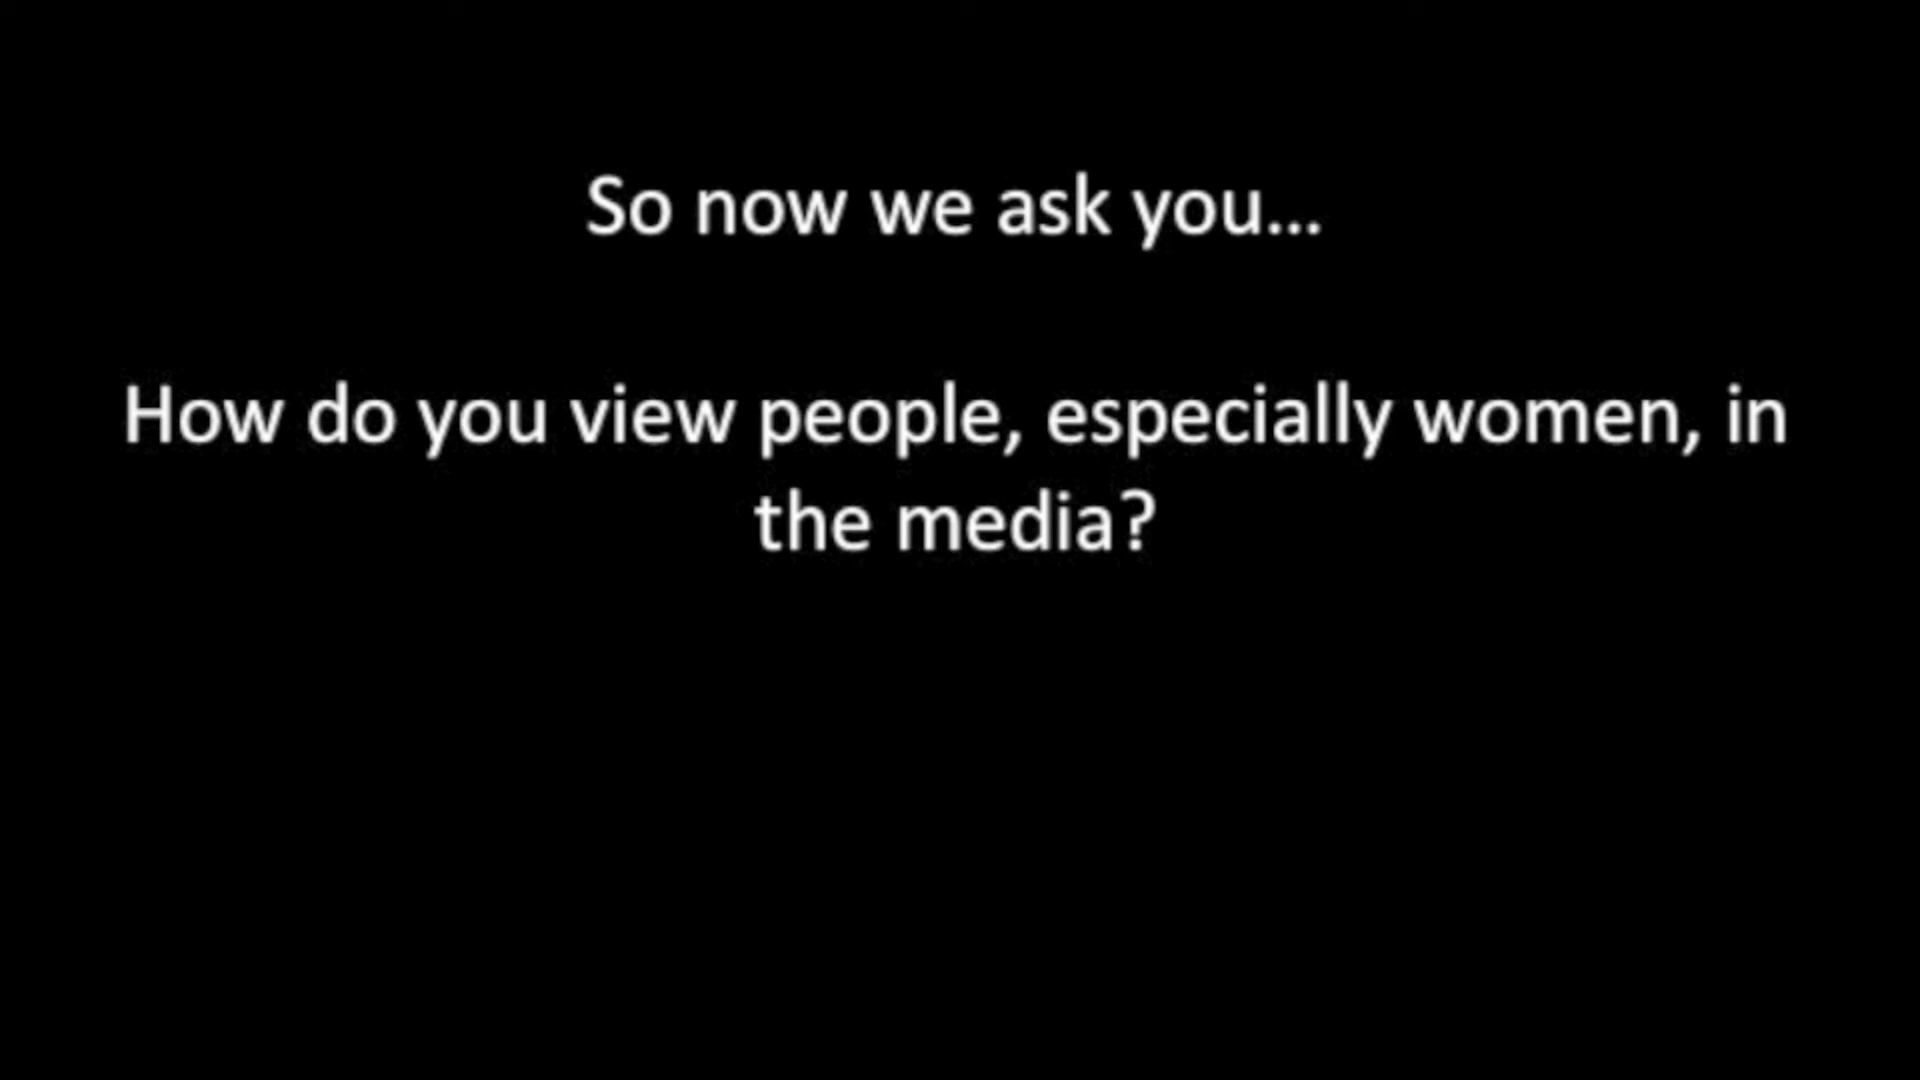 So now we ask you...
How do you view people, especially women, in
the media?